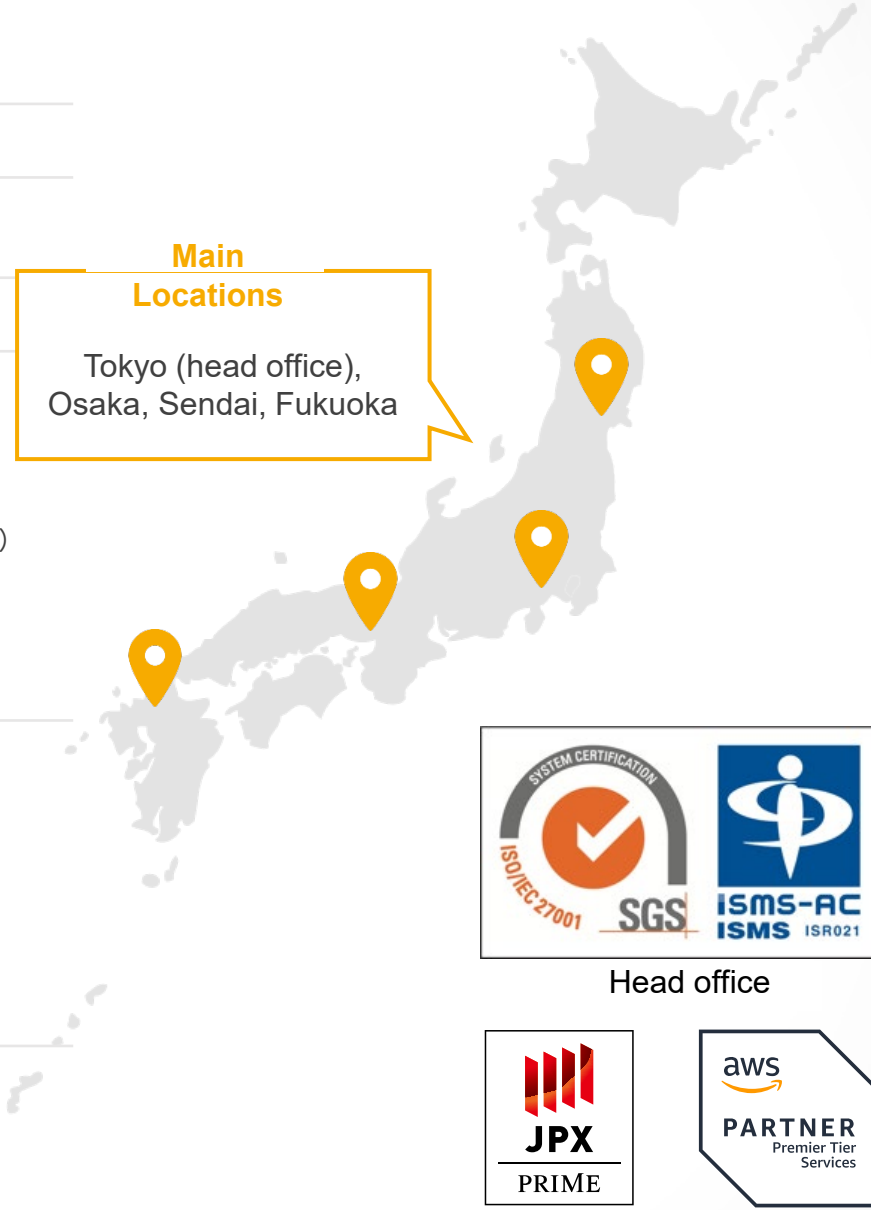 Main
Locations
Tokyo (head office),
Osaka, Sendai, Fukuoka
)
SYSTEM CERTIFICATION
ISO/IEC 27001
SGS
ISMS-AC
ISMS ISR021
Head office
JPX
PRIME
aws
PARTNER
Premier Tier
Services